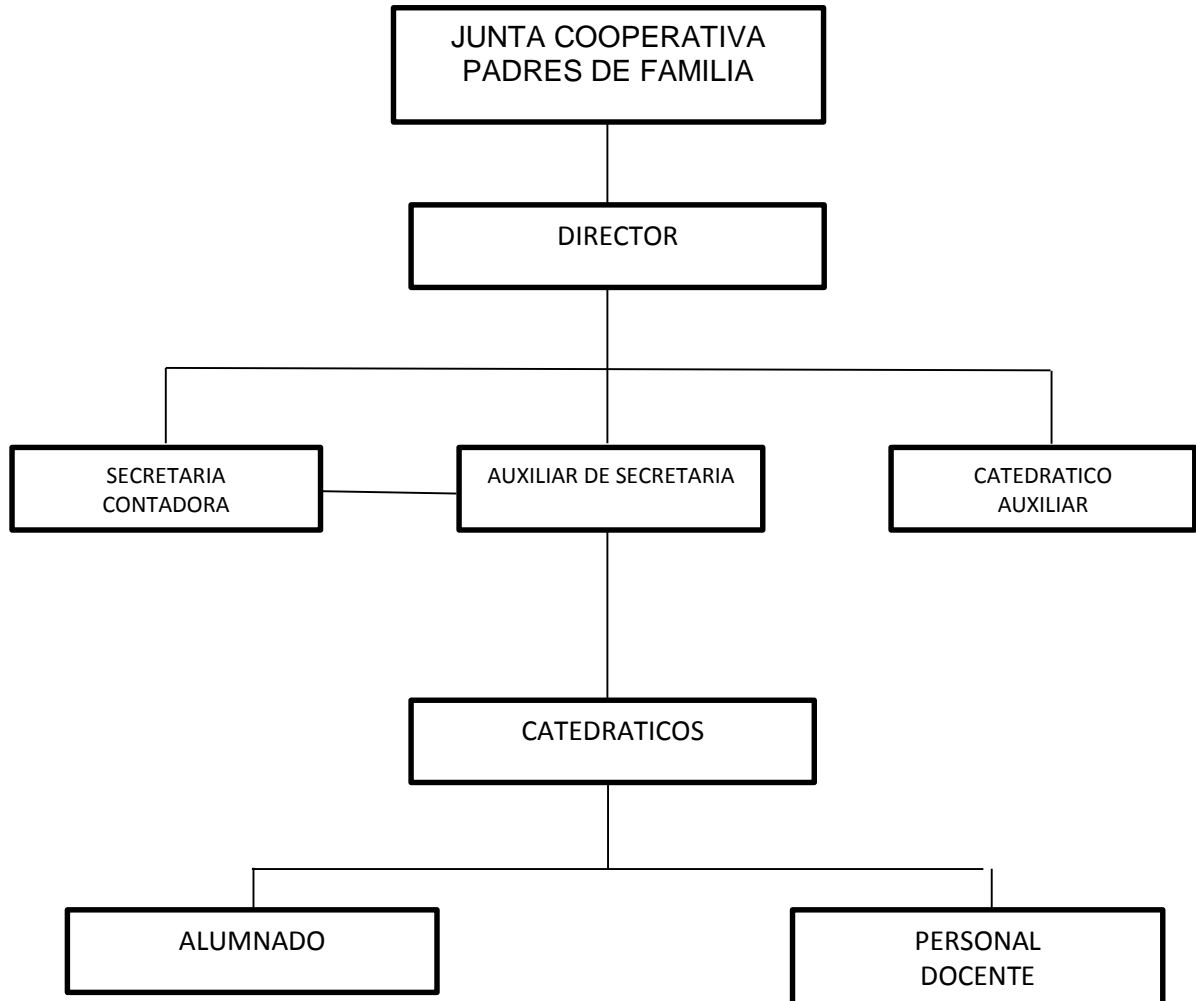 JUNTA COOPERATIVA
PADRES DE FAMILIA
DIRECTOR
SECRETARIA
CONTADORA
AUXILIAR DE SECRETARIA
CATEDRATICO
AUXILIAR
CATEDRATICOS
ALUMNADO
PERSONAL
DOCENTE